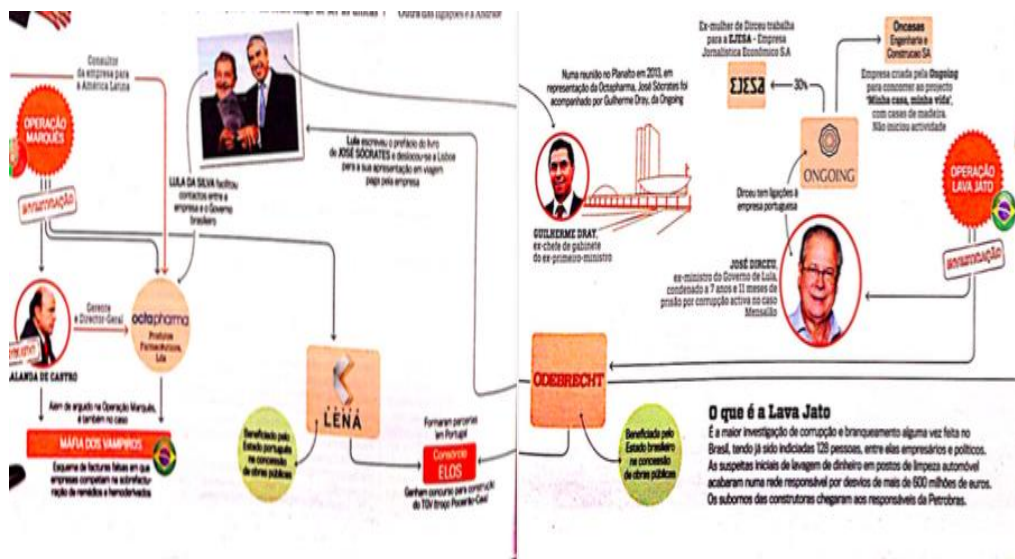 Consultor
da empresa para
a América Latina
OPERAÇÃO
MARQUÊS
INVESTIGAÇÃO
LULA DA SILVA facilitou
contactos entre a
empresa e o Governo
brasileiro
Lula escreveu o prefácio do livro
de JOSÉ SÓCRATES e deslocou-se a Lisboa
para a sua apresentação em viagem
paga pela empresa
Gerente
e Director-Geral
octapharma
Produtos
Farmacêuticos,
Lda
LALANDA DE CASTRO
Além de arguido na Operação Marquês,
é também no caso
MÁFIA DOS VAMPIROS
Esquema de facturas falsas em que
empresas competiam na sobrefactu-
ração de remédios e hemoderivados
Beneficiado pelo
Estado português
na concessão
de obras públicas
LENA
Formaram parcerias
em Portugal
Consórcio
ELOS
Ganham concurso para construção
do TGV (troço Poceirão-Caia)
Numa reunião no Planalto em 2013, em
representação da Octapharma, José Sócrates foi
acompanhado por Guilherme Dray, da Ongoing
GUILHERME DRAY,
ex-chefe de gabinete
do ex-primeiro-ministro
Ex-mulher de Dirceu trabalha
para a EJESA - Empresa
Jornalística Económico S.A
EJESA
30%
Oncasas
Engenharia e
Construcao SA
Empresa criada pela Ongoing
para concorrer ao projecto
'Minha casa, minha vida',
com casas de madeira.
Não iniciou actividade
ONGOING
Dirceu tem ligações à
empresa portuguesa
JOSÉ DIRCEU,
ex-ministro do Governo de Lula,
condenado a 7 anos e 11 meses de
prisão por corrupção activa no caso
Mensalão
OPERAÇÃO
LAVA JATO
INVESTIGAÇÃO
ODEBRECHT
Beneficiada pelo
Estado brasileiro
na concessão
de obras públicas
O que é a Lava Jato
É a maior investigação de corrupção e branqueamento alguma vez feita no
Brasil, tendo já sido indiciadas 128 pessoas, entre elas empresários e políticos.
As suspeitas iniciais de lavagem de dinheiro em postos de limpeza automóvel
acabaram numa rede responsável por desvios de mais de 600 milhões de euros.
Os subornos das construtoras chegaram aos responsáveis da Petrobras.